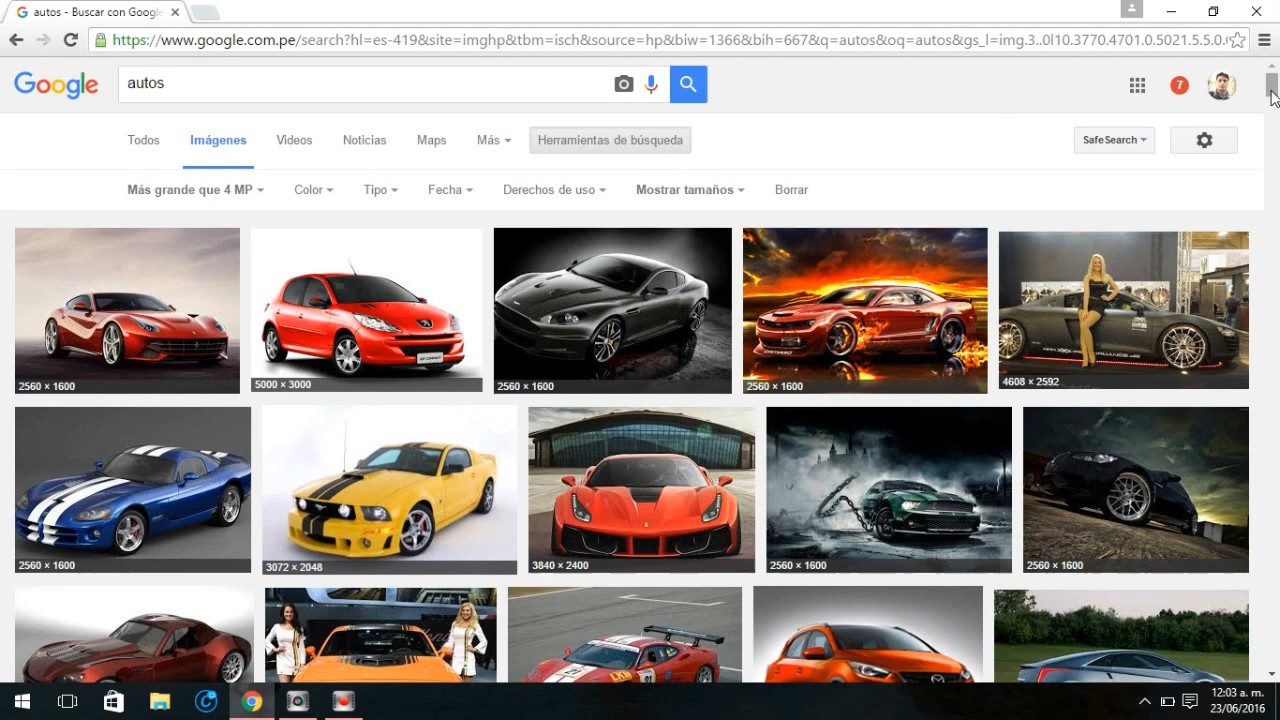 autos - Buscar con Google
https://www.google.com.pe/search?hl=es-419&site=imghp&tbm=isch&source=hp&biw=1366&bih=667&q=autos&oq=autos&gs_l=img.3..0l10.3770.4701.0.5021.5.5.0.
Google
autos
7
Todos
Imágenes
Videos
Noticias
Maps
Más
Herramientas de búsqueda
SafeSearch
Más grande que 4 MP
Color
Tipo
Fecha
Derechos de uso
Mostrar tamaños
Borrar
2560 × 1600
5000 × 3000
2560 × 1600
2560 × 1600
4608 × 2592
2560 × 1600
3072 × 2048
3840 × 2400
2560 × 1600
2560 × 1600
12:03 a. m.
23/06/2016